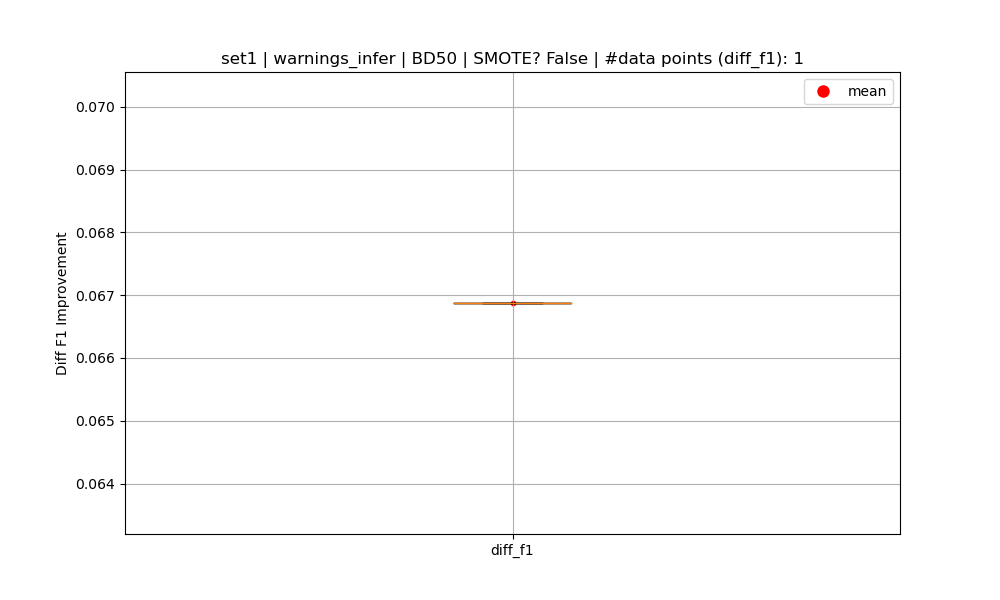 set1 | warnings_infer | BD50 | SMOTE? False | #data points (diff_f1): 1
mean
Diff F1 Improvement
0.070
0.069
0.068
0.067
0.066
0.065
0.064
diff_f1